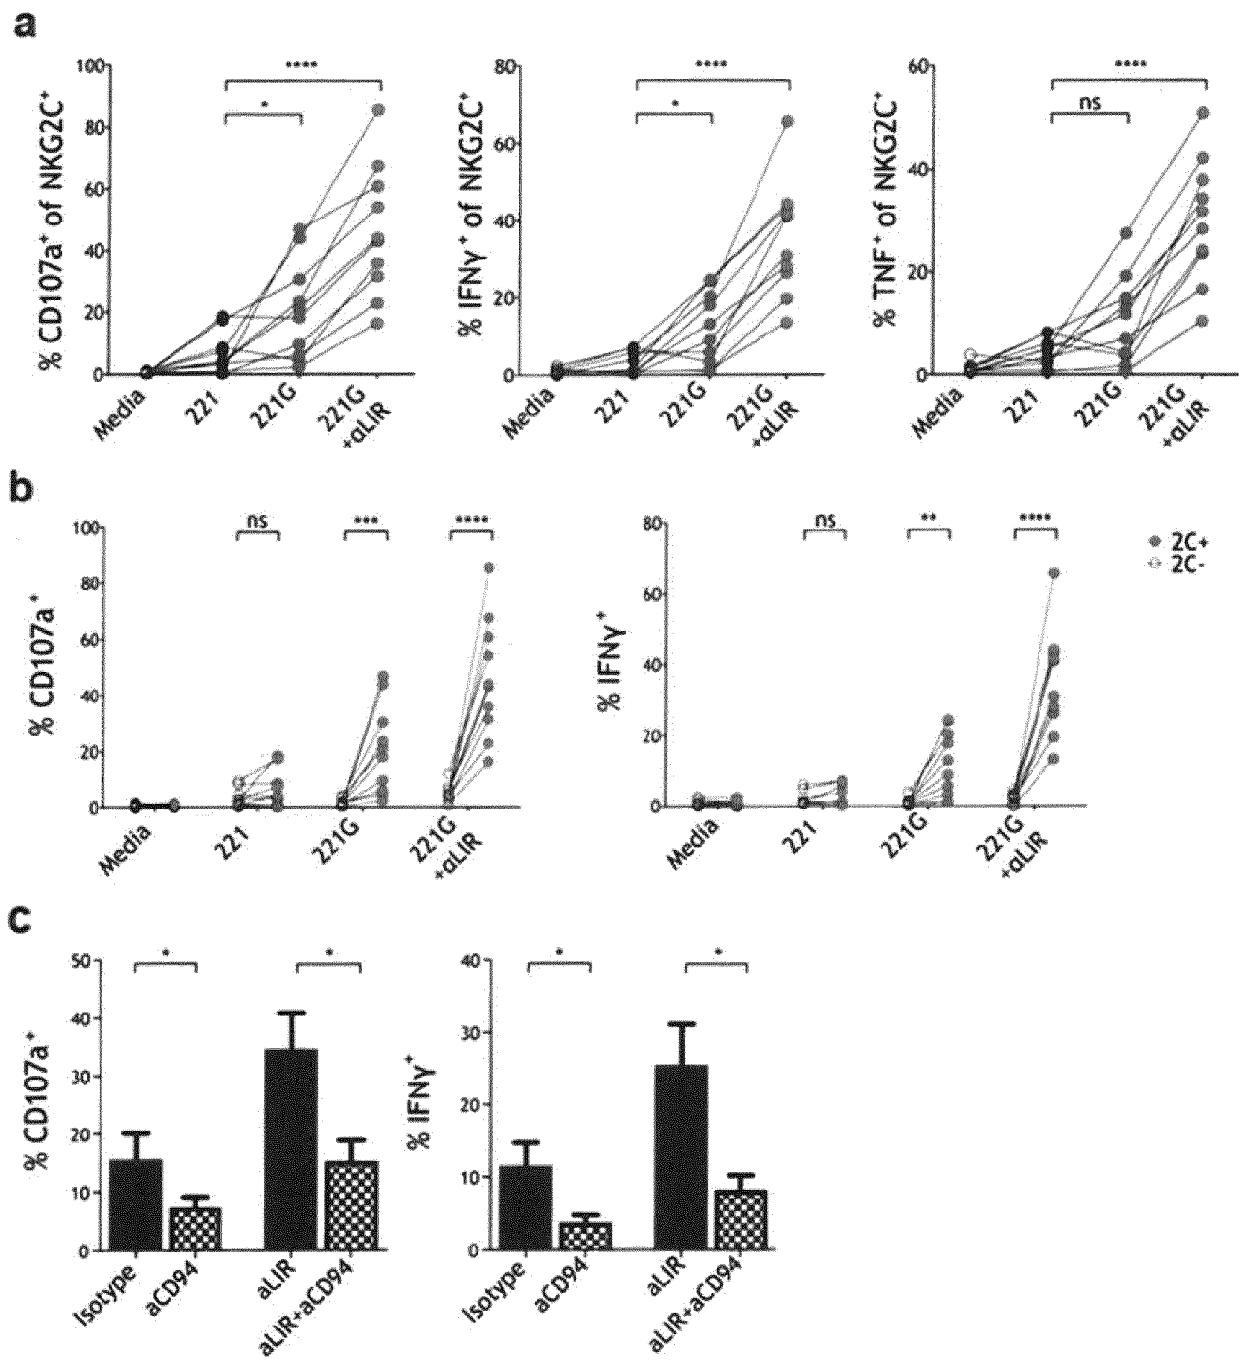 a
% CD107a⁺ of NKG2C⁺
100
80
60
40
20
0
****
*
Media
221
221G
221G
+αLIR
% IFNγ⁺ of NKG2C⁺
80
60
40
20
0
****
*
Media
221
221G
221G
+αLIR
% TNF⁺ of NKG2C⁺
60
40
20
0
****
ns
Media
221
221G
221G
+αLIR
b
% CD107a⁺
100
80
60
40
20
0
ns
***
****
Media
221
221G
221G
+αLIR
% IFNγ⁺
80
60
40
20
0
ns
**
****
Media
221
221G
221G
+αLIR
2C+
2C-
c
% CD107a⁺
50
40
30
20
10
0
*
*
Isotype
aCD94
aLIR
aLIR+aCD94
% IFNγ⁺
40
30
20
10
0
*
*
Isotype
aCD94
aLIR
aLIR+aCD94